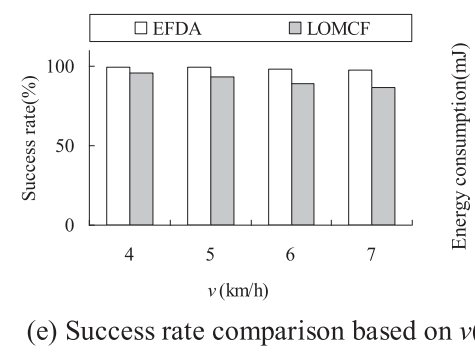 EFDA LOMCF
Success rate(%)
100
50
0
4 5 6 7
v (km/h)
Energy consumption(mJ)
(e) Success rate comparison based on v(